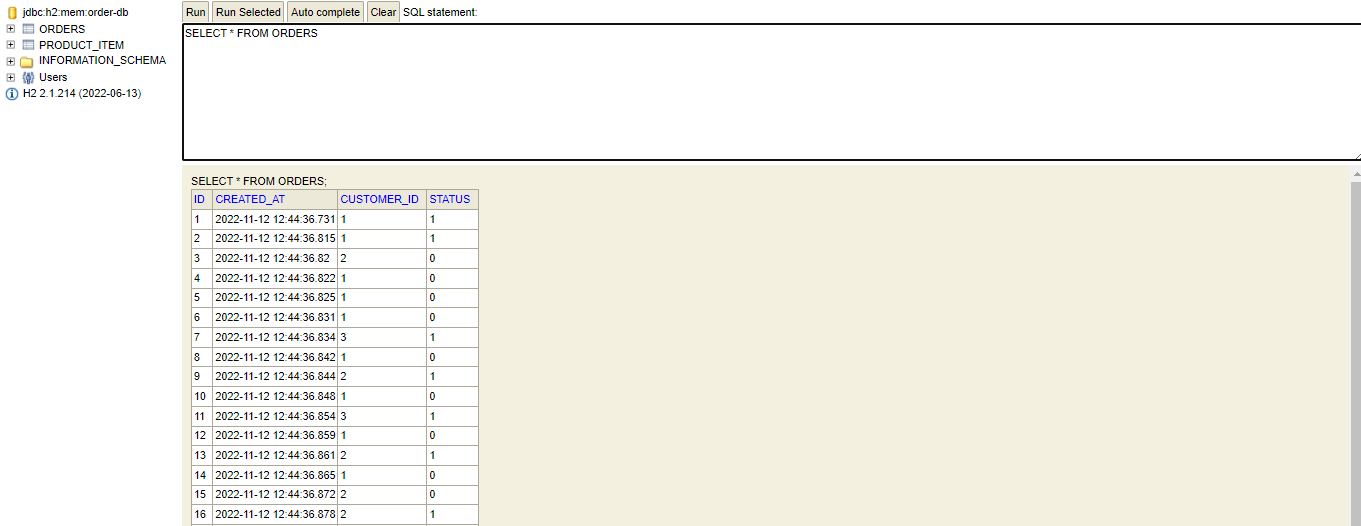 jdbc:h2:mem:order-db
ORDERS
PRODUCT_ITEM
INFORMATION_SCHEMA
Users
H2 2.1.214 (2022-06-13)
Run Run Selected Auto complete Clear SQL statement:
SELECT * FROM ORDERS
SELECT * FROM ORDERS;
ID CREATED_AT CUSTOMER_ID STATUS
1 2022-11-12 12:44:36.731 1 1
2 2022-11-12 12:44:36.815 1 1
3 2022-11-12 12:44:36.82 2 0
4 2022-11-12 12:44:36.822 1 0
5 2022-11-12 12:44:36.825 1 0
6 2022-11-12 12:44:36.831 1 0
7 2022-11-12 12:44:36.834 3 1
8 2022-11-12 12:44:36.842 1 0
9 2022-11-12 12:44:36.844 2 1
10 2022-11-12 12:44:36.848 1 0
11 2022-11-12 12:44:36.854 3 1
12 2022-11-12 12:44:36.859 1 0
13 2022-11-12 12:44:36.861 2 1
14 2022-11-12 12:44:36.865 1 0
15 2022-11-12 12:44:36.872 2 0
16 2022-11-12 12:44:36.878 2 1